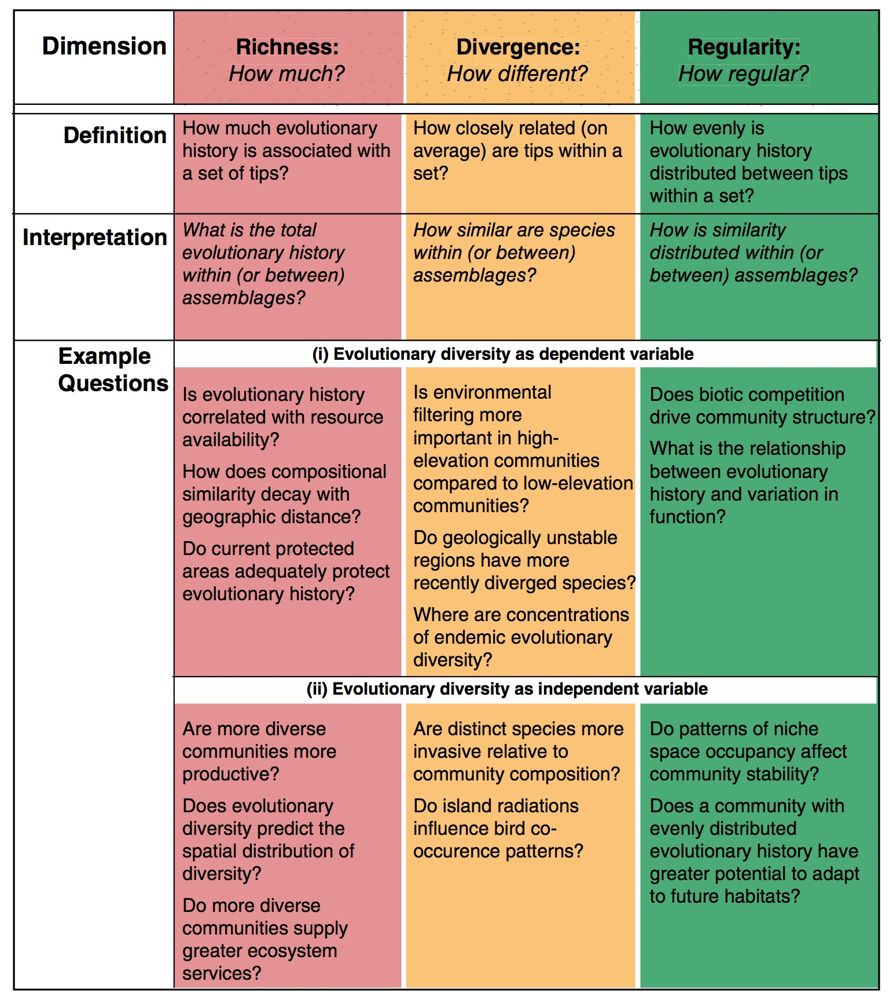 Dimension
Richness:
How much?
Divergence:
How different?
Regularity:
How regular?
Definition
How much evolutionary
history is associated with
a set of tips?
How closely related (on
average) are tips within a
set?
How evenly is
evolutionary history
distributed between tips
within a set?
Interpretation
What is the total
evolutionary history
within (or between)
assemblages?
How similar are species
within (or between)
assemblages?
How is similarity
distributed within (or
between) assemblages?
Example
Questions
(i) Evolutionary diversity as dependent variable
Is evolutionary history
correlated with resource
availability?
How does compositional
similarity decay with
geographic distance?
Do current protected
areas adequately protect
evolutionary history?
Is environmental
filtering more
important in high-
elevation communities
compared to low-elevation
communities?
Do geologically unstable
regions have more
recently diverged species?
Where are concentrations
of endemic evolutionary
diversity?
Does biotic competition
drive community structure?
What is the relationship
between evolutionary
history and variation in
function?
(ii) Evolutionary diversity as independent variable
Are more diverse
communities more
productive?
Does evolutionary
diversity predict the
spatial distribution of
diversity?
Do more diverse
communities supply
greater ecosystem
services?
Are distinct species more
invasive relative to
community composition?
Do island radiations
influence bird co-
occurence patterns?
Do patterns of niche
space occupancy affect
community stability?
Does a community with
evenly distributed
evolutionary history have
greater potential to adapt
to future habitats?